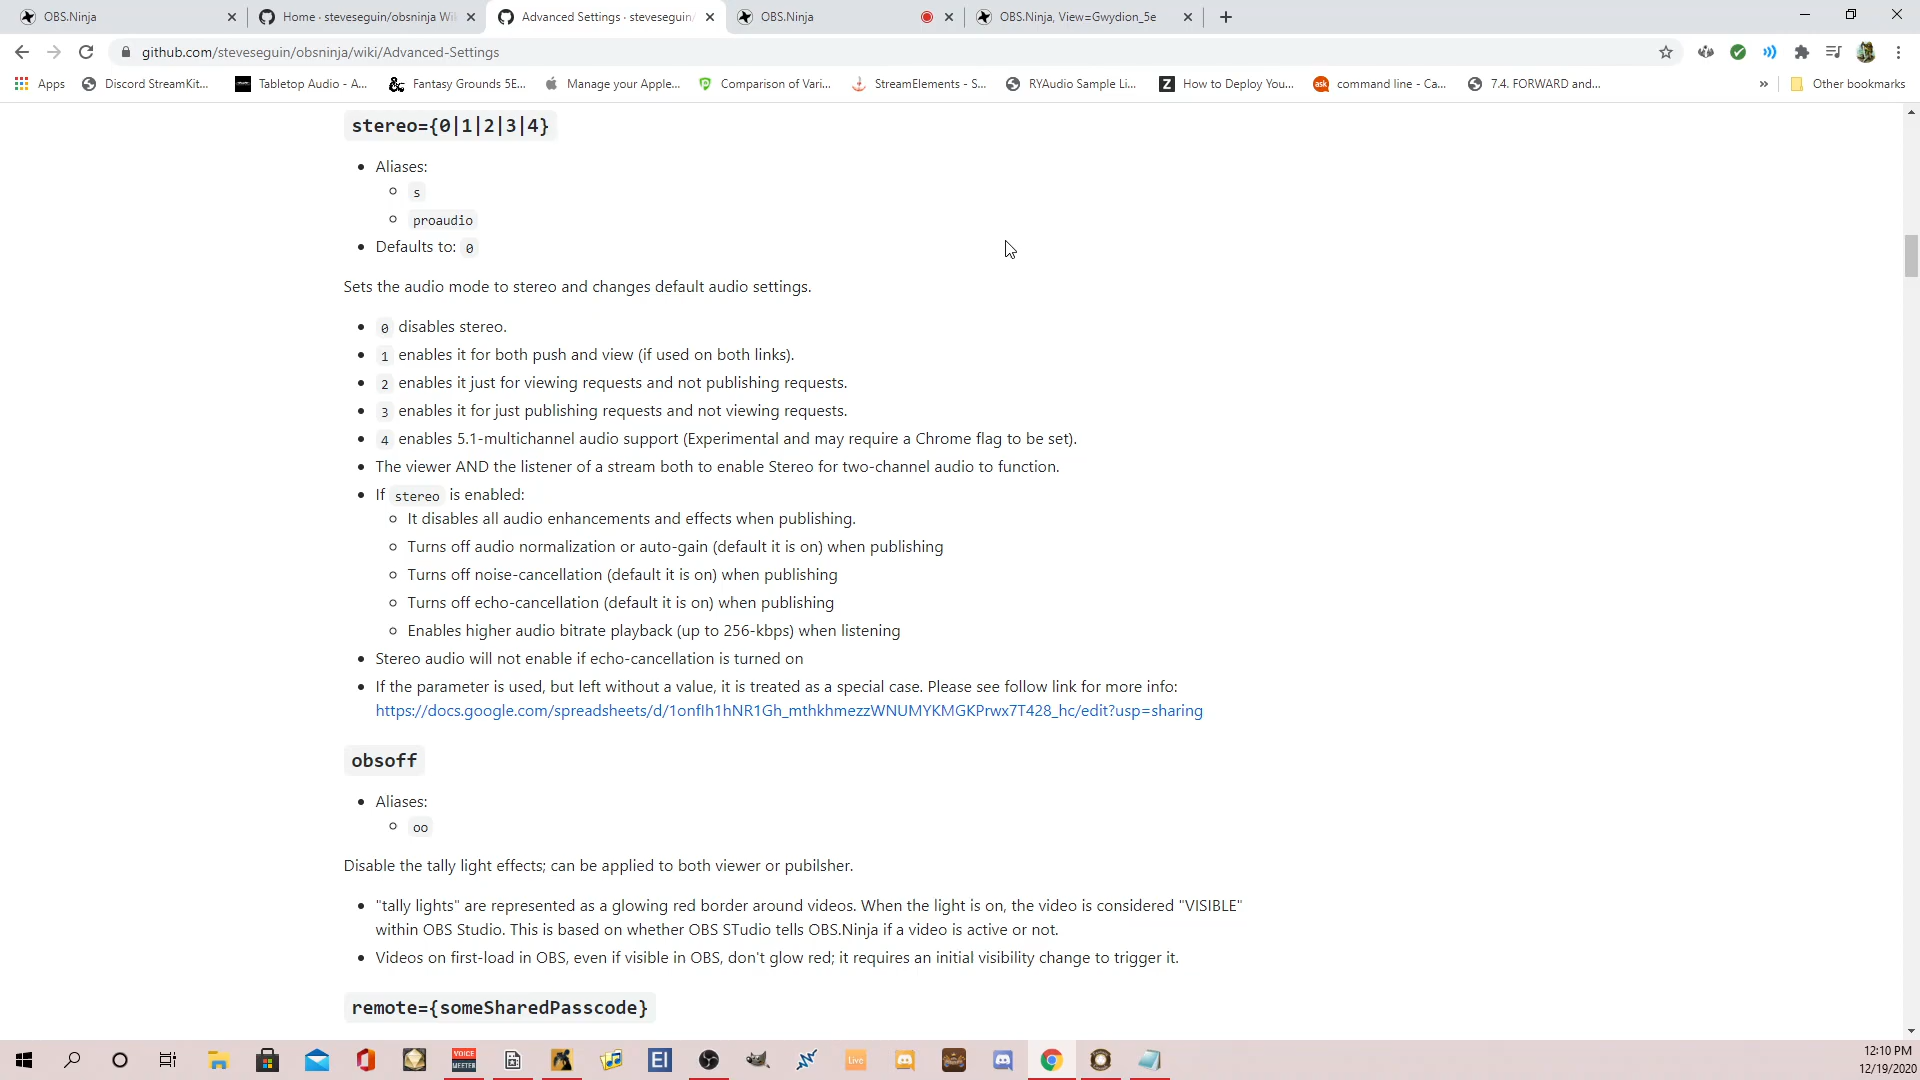 OBS.Ninja
Home · steveseguin/obsninja Wi
Advanced Settings · steveseguin/
OBS.Ninja
OBS.Ninja, View=Gwydion_5e
github.com/steveseguin/obsninja/wiki/Advanced-Settings
Apps
Discord StreamKit...
Tabletop Audio - A...
Fantasy Grounds 5E...
Manage your Apple...
Comparison of Vari...
StreamElements - S...
RYAudio Sample Li...
Z
How to Deploy You...
ask
command line - Ca...
7.4. FORWARD and...
»
Other bookmarks
stereo={0|1|2|3|4}
Aliases:
s
proaudio
Defaults to: 0
Sets the audio mode to stereo and changes default audio settings.
0 disables stereo.
1 enables it for both push and view (if used on both links).
2 enables it just for viewing requests and not publishing requests.
3 enables it for just publishing requests and not viewing requests.
4 enables 5.1-multichannel audio support (Experimental and may require a Chrome flag to be set).
The viewer AND the listener of a stream both to enable Stereo for two-channel audio to function.
If stereo is enabled:
It disables all audio enhancements and effects when publishing.
Turns off audio normalization or auto-gain (default it is on) when publishing
Turns off noise-cancellation (default it is on) when publishing
Turns off echo-cancellation (default it is on) when publishing
Enables higher audio bitrate playback (up to 256-kbps) when listening
Stereo audio will not enable if echo-cancellation is turned on
If the parameter is used, but left without a value, it is treated as a special case. Please see follow link for more info:
https://docs.google.com/spreadsheets/d/1onflh1hNR1Gh_mthkhmezzWNUMYKMGKPrwx7T428_hc/edit?usp=sharing
obsoff
Aliases:
oo
Disable the tally light effects; can be applied to both viewer or pubilsher.
"tally lights" are represented as a glowing red border around videos. When the light is on, the video is considered "VISIBLE"
within OBS Studio. This is based on whether OBS STudio tells OBS.Ninja if a video is active or not.
Videos on first-load in OBS, even if visible in OBS, don't glow red; it requires an initial visibility change to trigger it.
remote={someSharedPasscode}
VOICE
MEETER
EI
Live
12:10 PM
12/19/2020